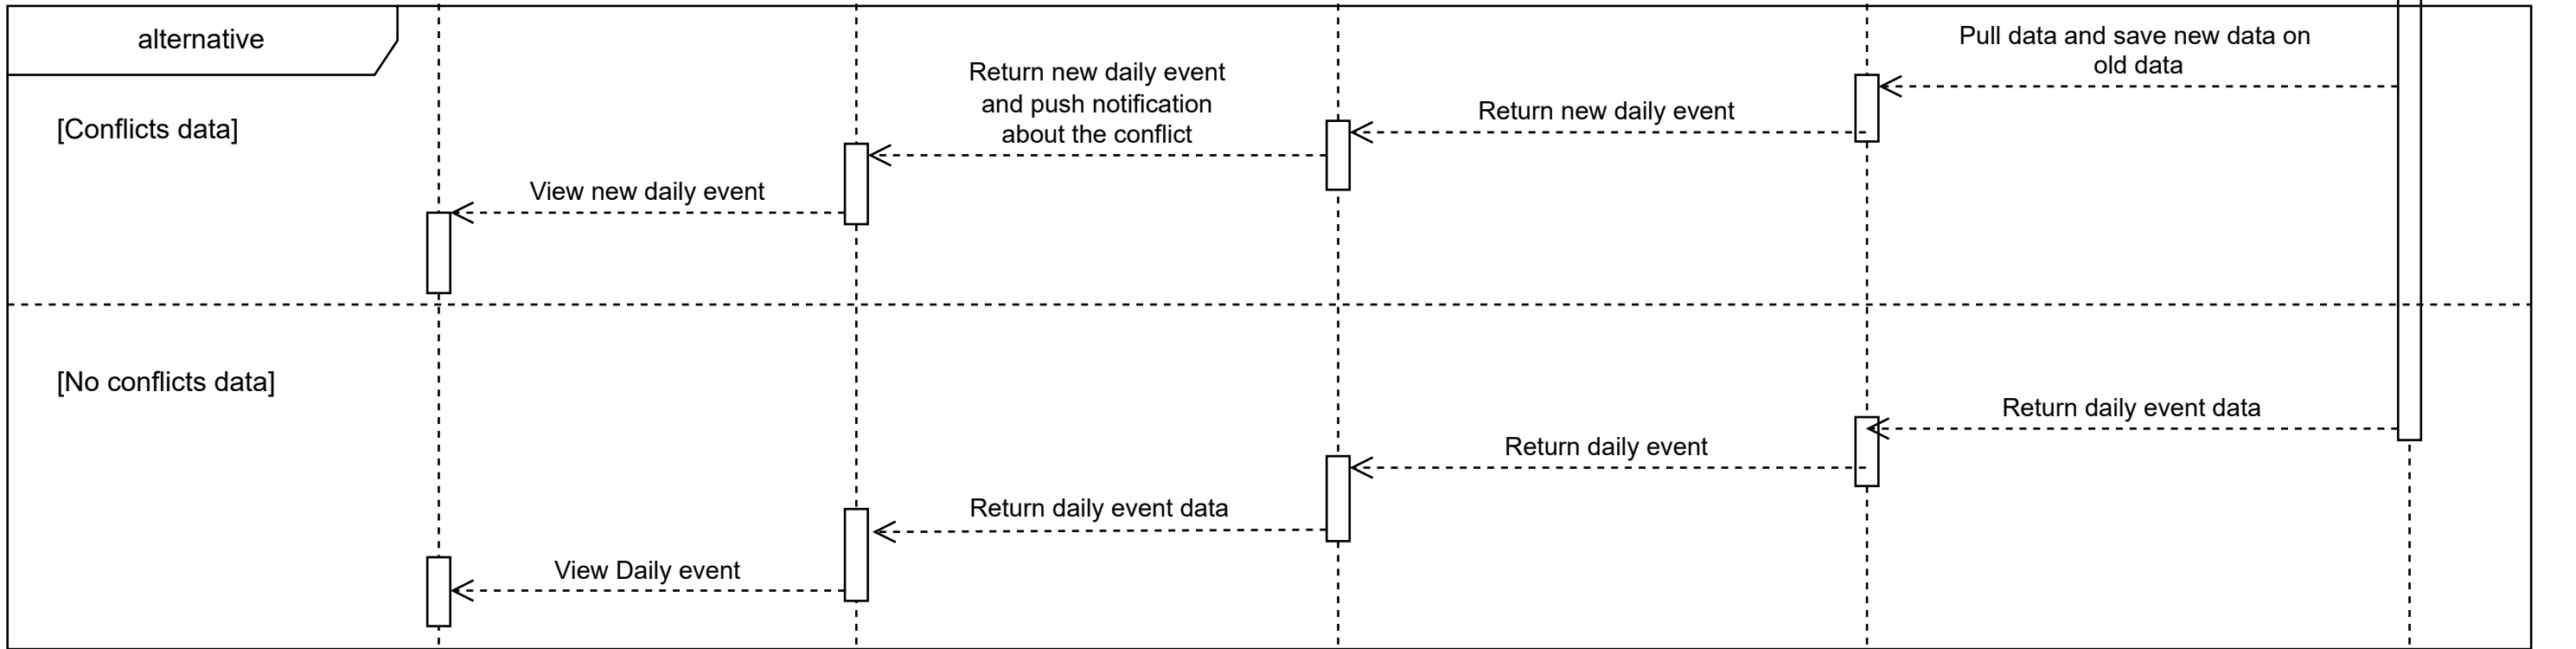 alternative
Pull data and save new data on
old data
Return new daily event
and push notification
about the conflict
Return new daily event
[Conflicts data]
View new daily event
[No conflicts data]
Return daily event data
Return daily event
Return daily event data
View Daily event